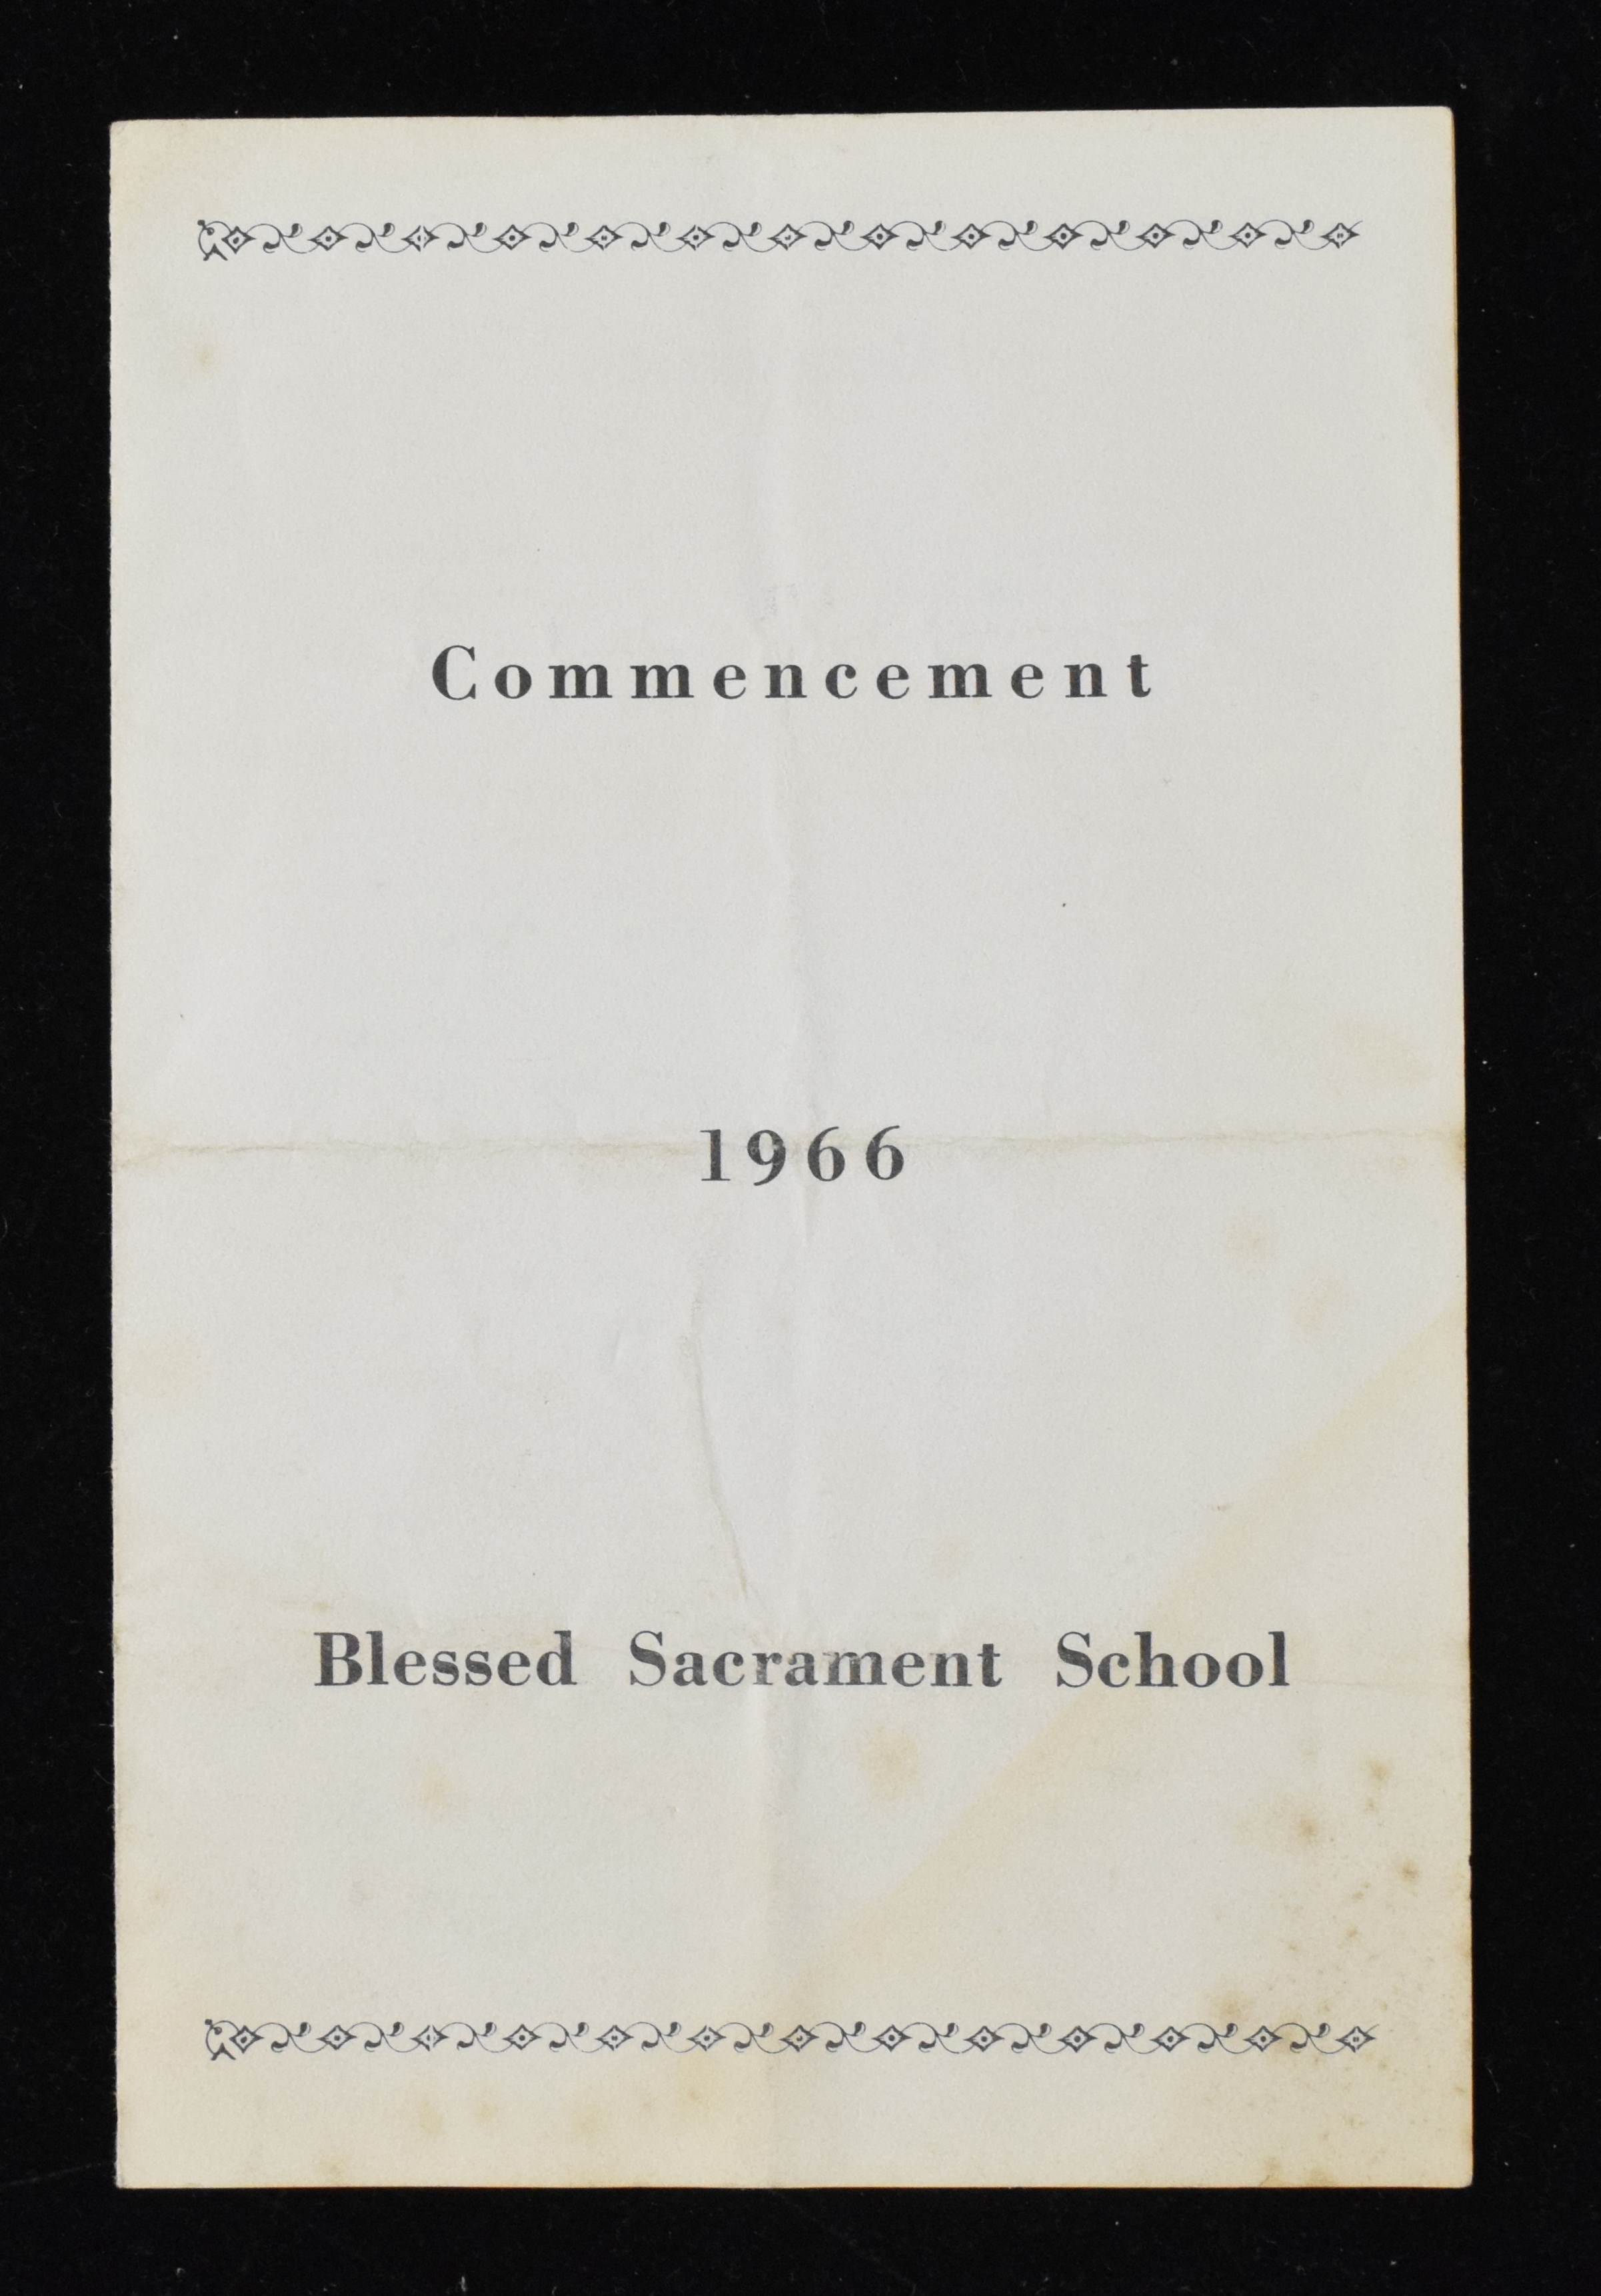 Commencement
1966
Blessed Sacrament School